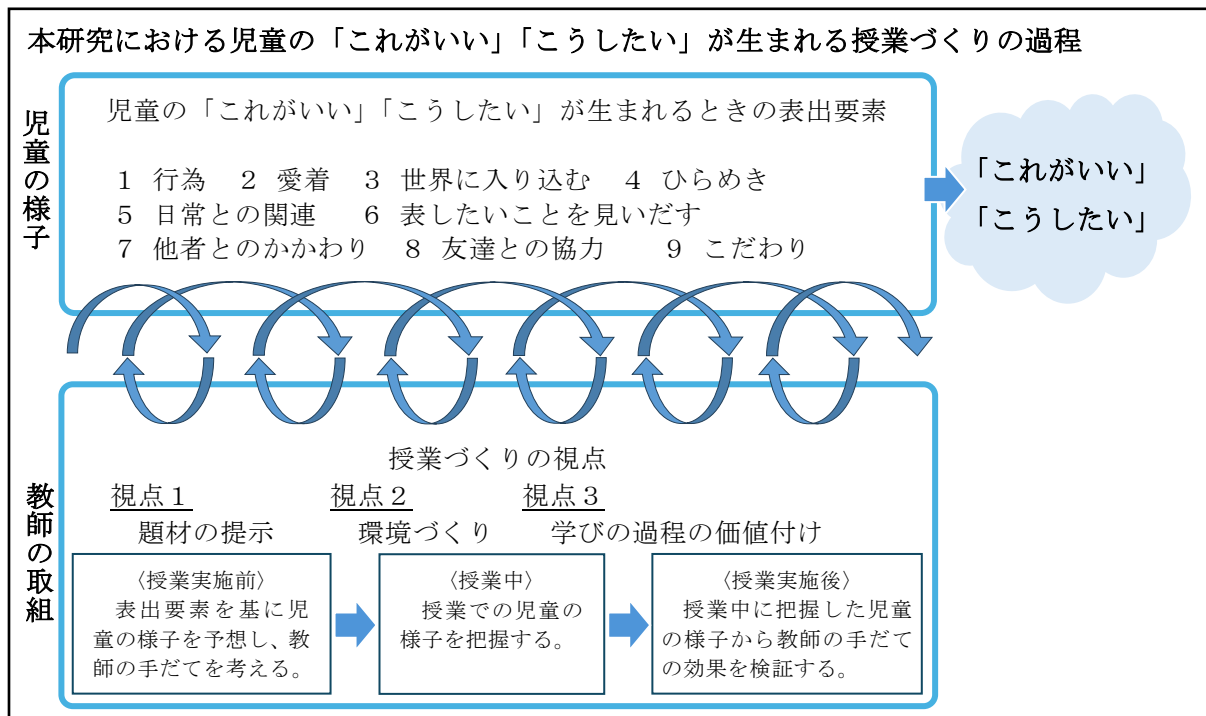 本研究における児童の「これがいい」「こうしたい」が生まれる授業づくりの過程
児童の様子
児童の「これがいい」「こうしたい」が生まれるときの表出要素
1 行為 2 愛着 3 世界に入り込む 4 ひらめき
5 日常との関連 6 表したいことを見いだす
7 他者とのかかわり 8 友達との協力 9 こだわり
「これがいい」
「こうしたい」
教師の取組
授業づくりの視点
視点1 視点2 視点3
題材の提示 環境づくり 学びの過程の価値付け
〈授業実施前〉
表出要素を基に児
童の様子を予想し、教
師の手だてを考える。
〈授業中〉
授業での児童の
様子を把握する。
〈授業実施後〉
授業中に把握した児童
の様子から教師の手だて
の効果を検証する。